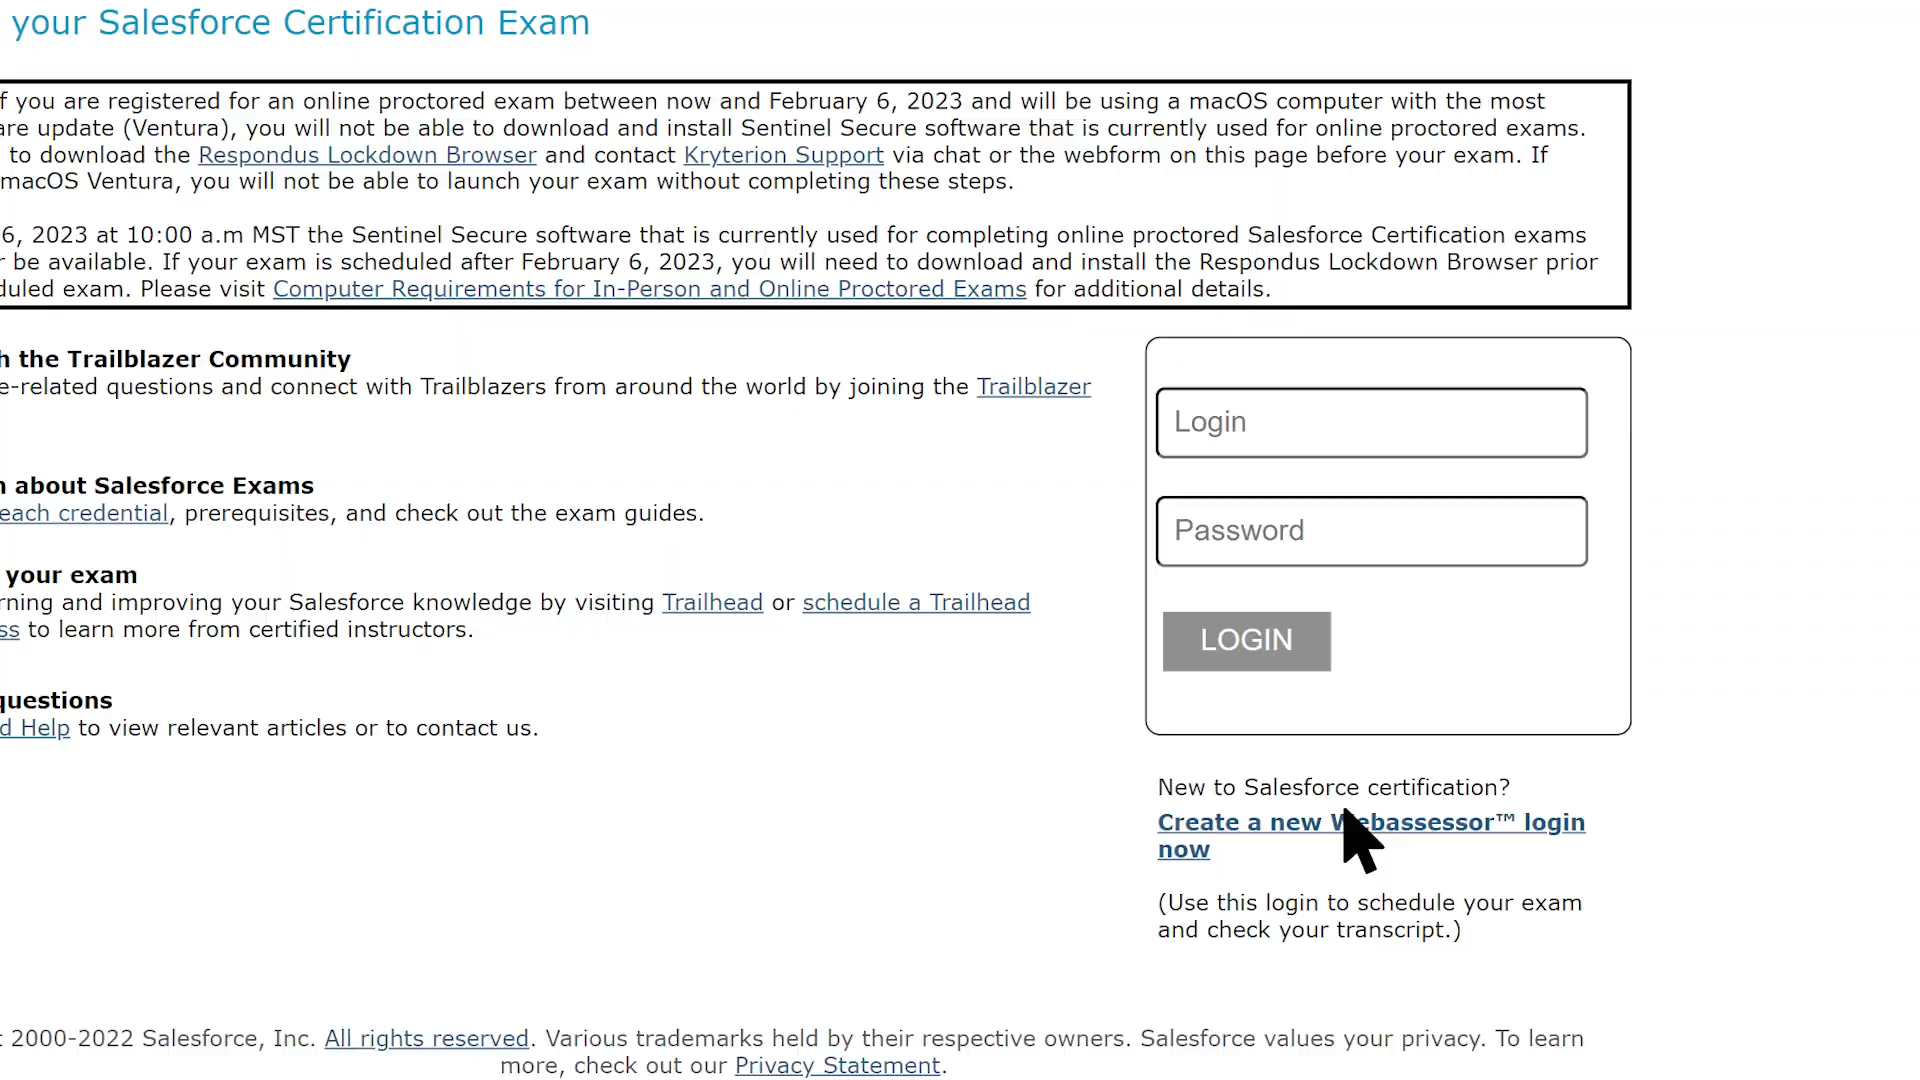 your Salesforce Certification Exam
f you are registered for an online proctored exam between now and February 6, 2023 and will be using a macOS computer with the most
are update (Ventura), you will not be able to download and install Sentinel Secure software that is currently used for online proctored exams.
to download the Respondus Lockdown Browser and contact Kryterion Support via chat or the webform on this page before your exam. If
macOS Ventura, you will not be able to launch your exam without completing these steps.
6, 2023 at 10:00 a.m MST the Sentinel Secure software that is currently used for completing online proctored Salesforce Certification exams
r be available. If your exam is scheduled after February 6, 2023, you will need to download and install the Respondus Lockdown Browser prior
duled exam. Please visit Computer Requirements for In-Person and Online Proctored Exams for additional details.
h the Trailblazer Community
e-related questions and connect with Trailblazers from around the world by joining the Trailblazer
n about Salesforce Exams
each credential, prerequisites, and check out the exam guides.
your exam
rning and improving your Salesforce knowledge by visiting Trailhead or schedule a Trailhead
ss to learn more from certified instructors.
questions
d Help to view relevant articles or to contact us.
Login
Password
LOGIN
New to Salesforce certification?
Create a new Webassessor™ login
now
(Use this login to schedule your exam
and check your transcript.)
t 2000-2022 Salesforce, Inc. All rights reserved. Various trademarks held by their respective owners. Salesforce values your privacy. To learn
more, check out our Privacy Statement.